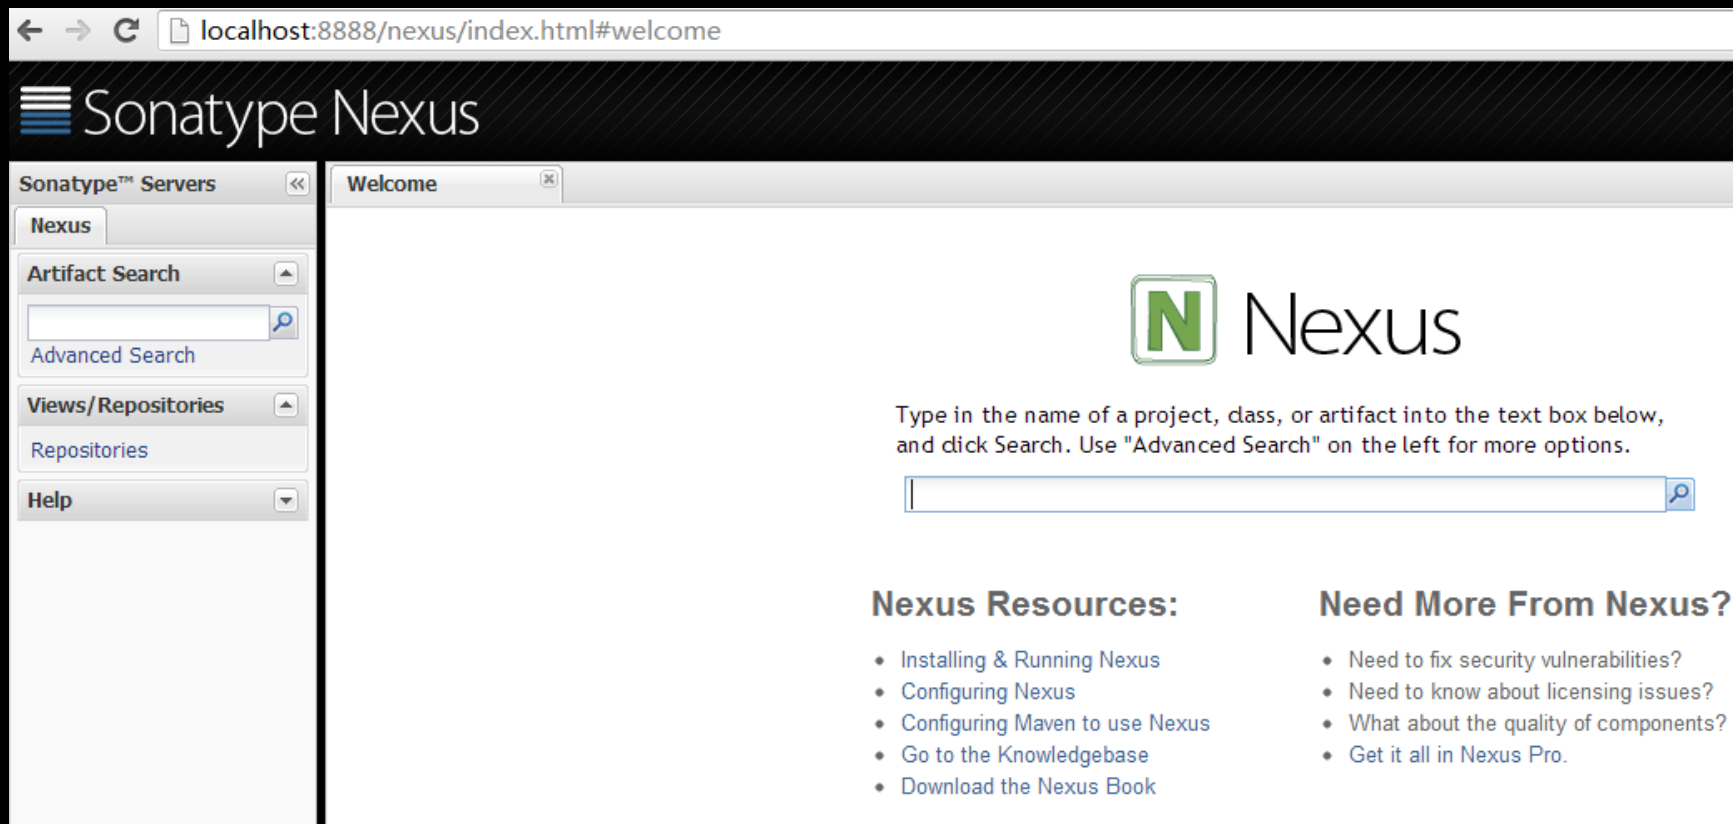 localhost:8888/nexus/index.html#welcome
Sonatype Nexus
Sonatype™ Servers
Nexus
Artifact Search
Advanced Search
Views/Repositories
Repositories
Help
Welcome
N Nexus
Type in the name of a project, class, or artifact into the text box below,
and click Search. Use "Advanced Search" on the left for more options.
Nexus Resources:
• Installing & Running Nexus
• Configuring Nexus
• Configuring Maven to use Nexus
• Go to the Knowledgebase
• Download the Nexus Book
Need More From Nexus?
• Need to fix security vulnerabilities?
• Need to know about licensing issues?
• What about the quality of components?
• Get it all in Nexus Pro.